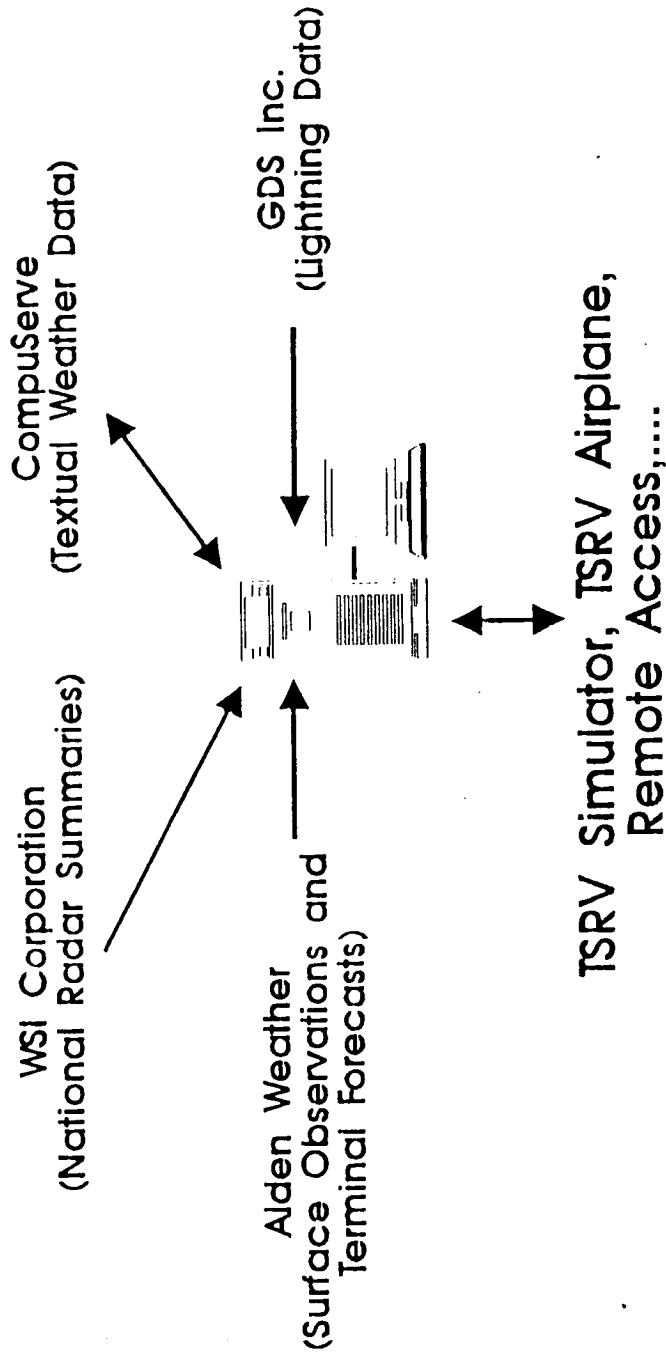 WSI Corporation
(National Radar Summaries)
CompuServe
(Textual Weather Data)
Alden Weather
(Surface Observations and
Terminal Forecasts)
GDS Inc.
(Lightning Data)
TSRV Simulator, TSRV Airplane,
Remote Access,....